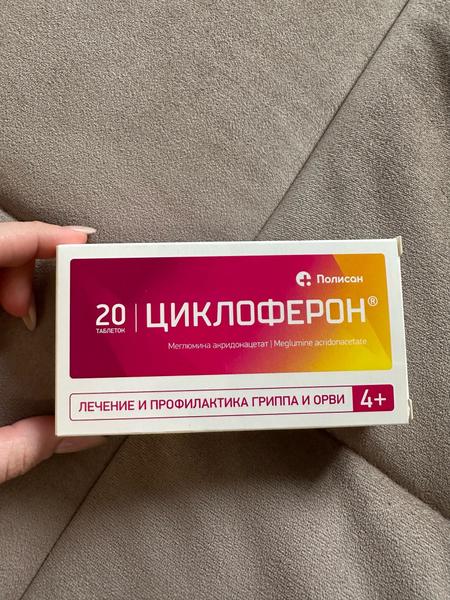 Полисан
20 ТАБЛЕТОК | ЦИКЛОФЕРОН®
Меглюмина акридонацетат | Meglumine acridonacetate
ЛЕЧЕНИЕ И ПРОФИЛАКТИКА ГРИППА И ОРВИ 4+